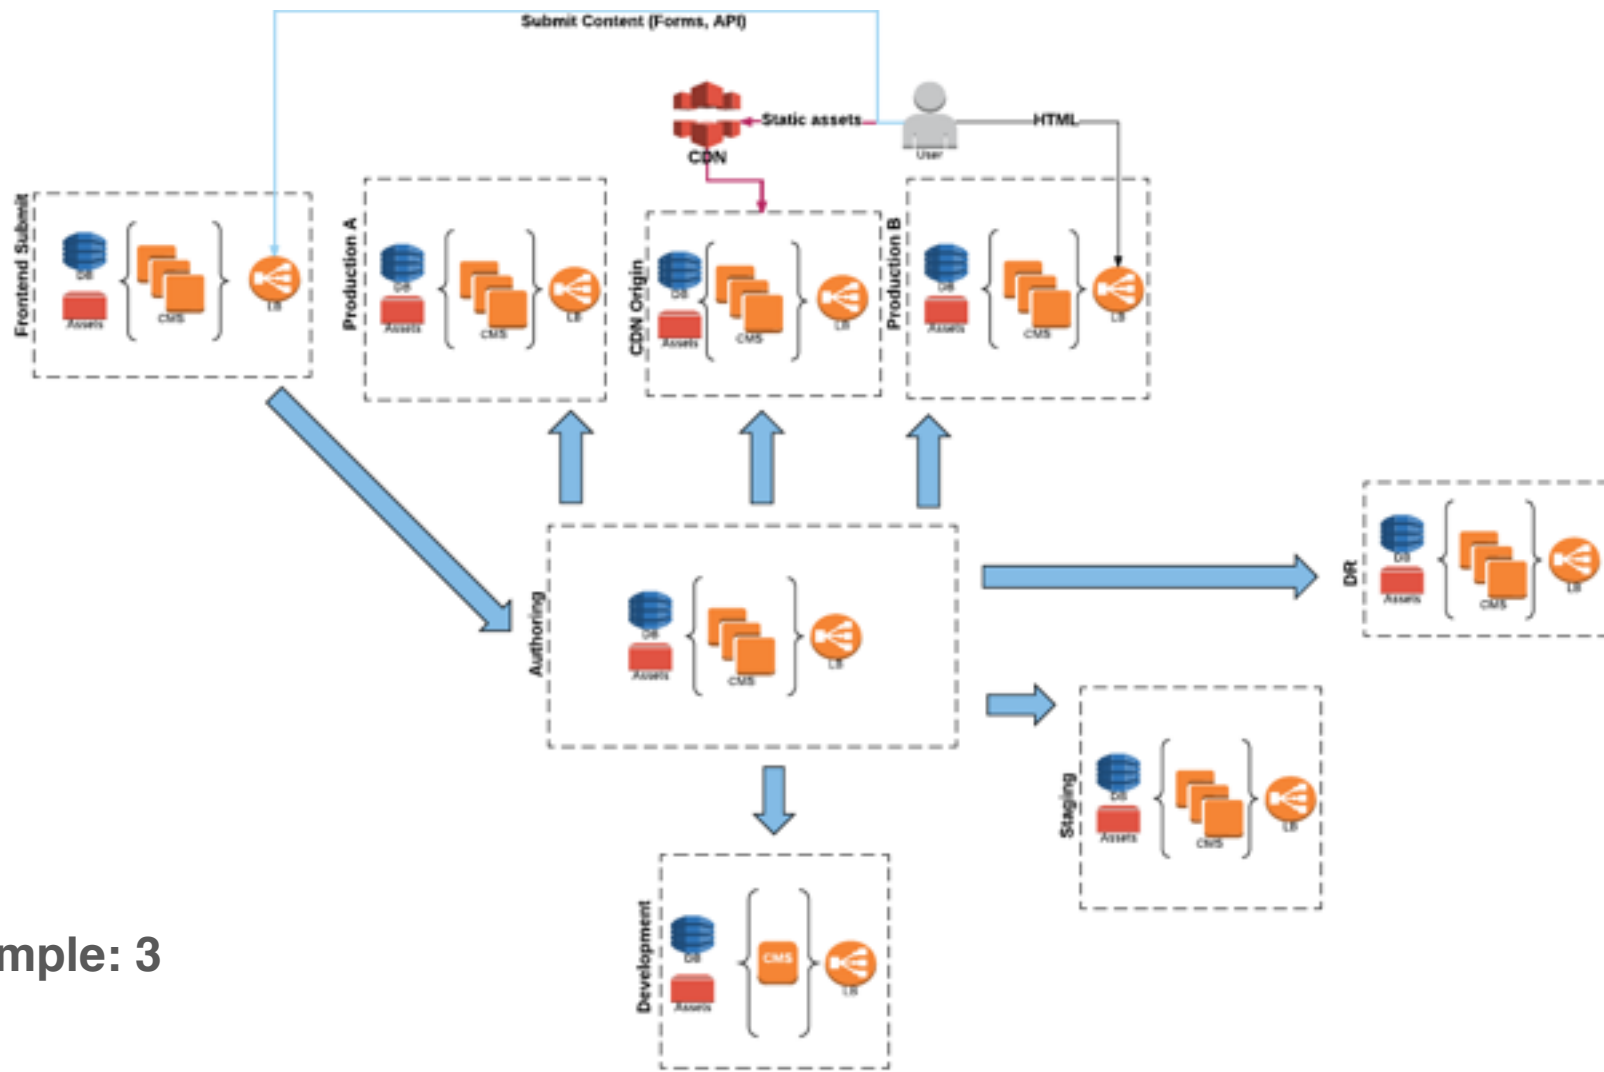 Submit Content (Forms, API)
Static assets
HTML
CDN
User
Frontend Submit
DB
Assets
CMS
LB
Production A
DB
Assets
CMS
LB
CDN Origin
DB
Assets
CMS
LB
Production B
DB
Assets
CMS
LB
Authoring
DB
Assets
CMS
LB
DR
DB
Assets
CMS
LB
Staging
DB
Assets
CMS
LB
Development
DB
Assets
CMS
LB
mple: 3